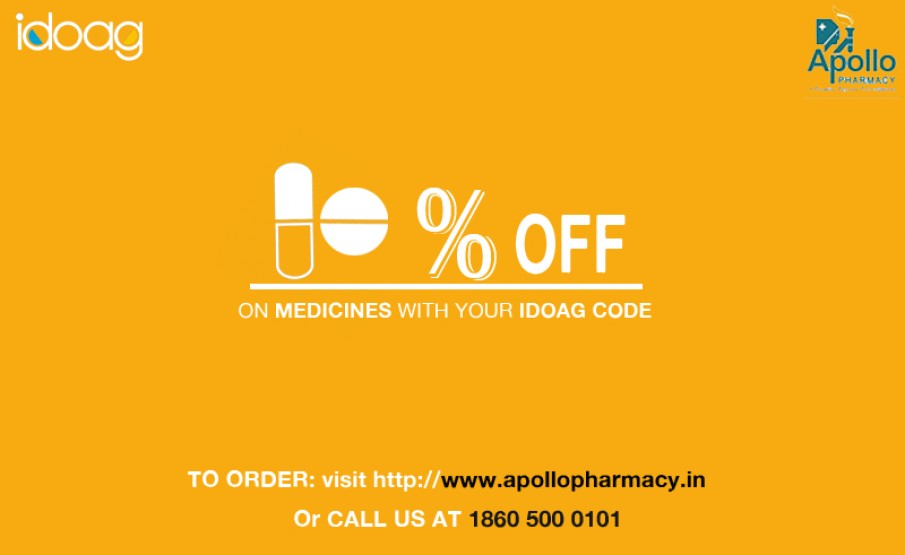 idoag
Apollo
PHARMACY
10 % OFF
ON MEDICINES WITH YOUR IDOAG CODE
TO ORDER: visit http://www.apollopharmacy.in
Or CALL US AT 1860 500 0101